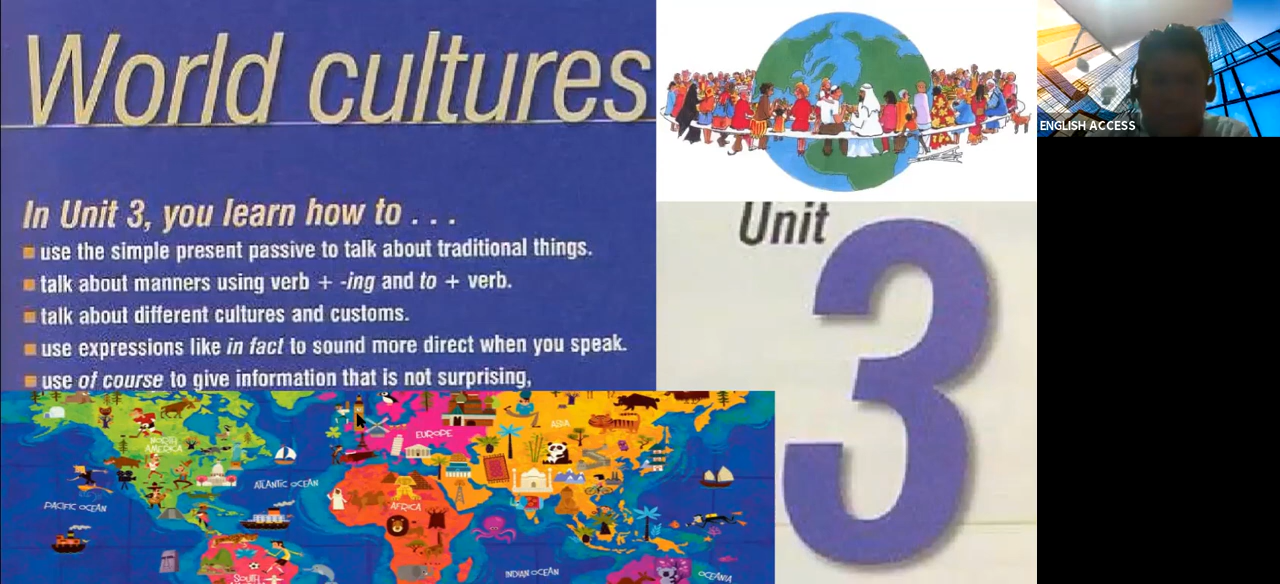 World cultures
In Unit 3, you learn how to . . .
use the simple present passive to talk about traditional things.
talk about manners using verb + -ing and to + verb.
talk about different cultures and customs.
use expressions like in fact to sound more direct when you speak.
use of course to give information that is not surprising,
Unit
3
ENGLISH ACCESS
NORTH
AMERICA
EUROPE
ASIA
ATLANTIC OCEAN
PACIFIC OCEAN
AFRICA
INDIAN OCEAN
OCEANIA
SOUTH